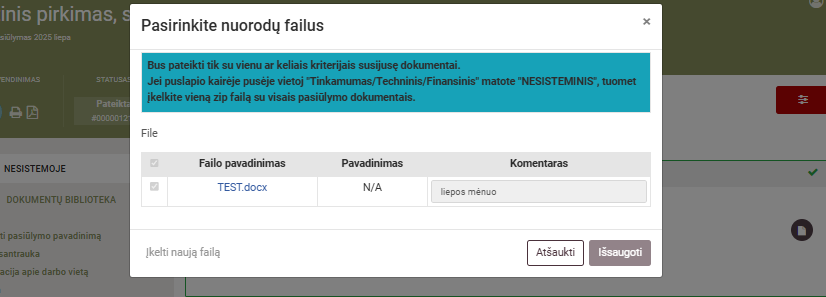 inis pirkimas, s
asiūlymas 2025 liepa
VENDINIMAS
STATUSAS
Pateikta
#00000121
NESISTEMOJE
DOKUMENTŲ BIBLIOTEKA
ti pasiūlymo pavadinimą
santrauka
acija apie darbo vietą
Pasirinkite nuorodų failus
×
Bus pateikti tik su vienu ar keliais kriterijais susijusę dokumentai.
Jei puslapio kairėje pusėje vietoj "Tinkamumas/Techninis/Finansinis" matote "NESISTEMINIS", tuomet
įkelkite vieną zip failą su visais pasiūlymo dokumentais.
File
Failo pavadinimas Pavadinimas Komentaras
TEST.docx N/A liepos mėnuo
Įkelti naują failą Atšaukti Išsaugoti